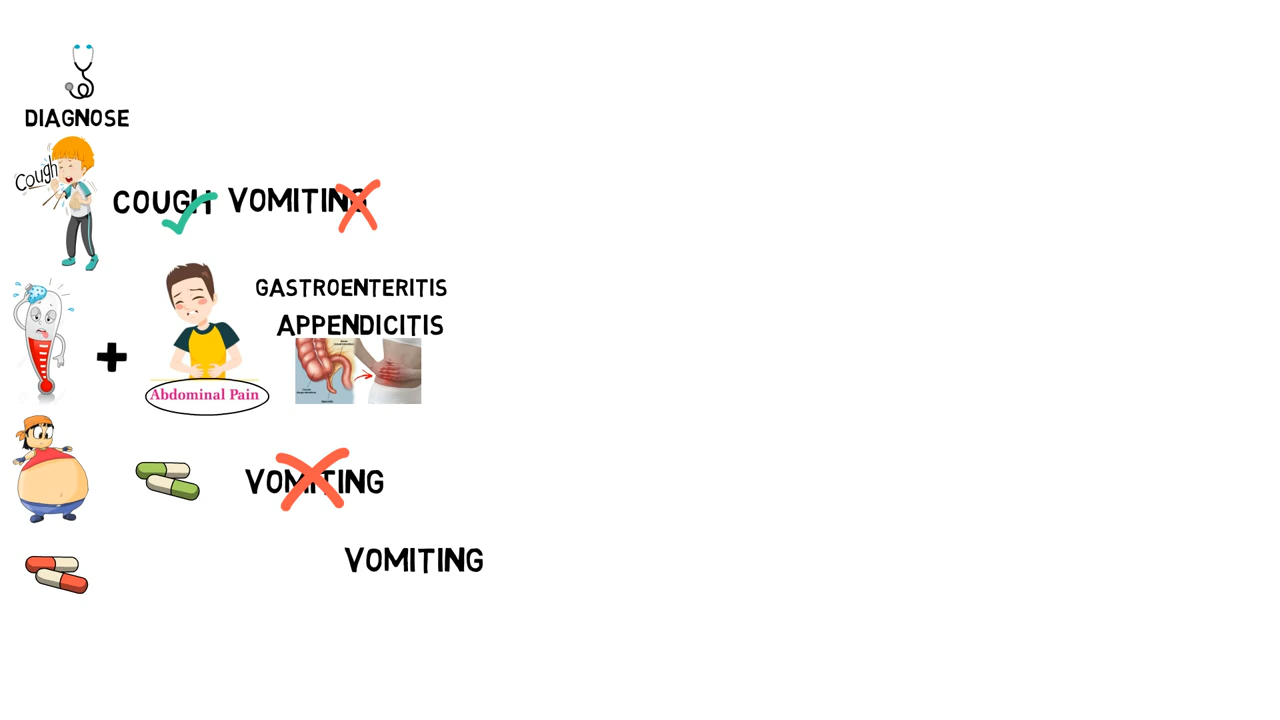 DIAGNOSE
Cough
COUGH VOMITING
GASTROENTERITIS
APPENDICITIS
Abdominal Pain
VOMITING
VOMITING